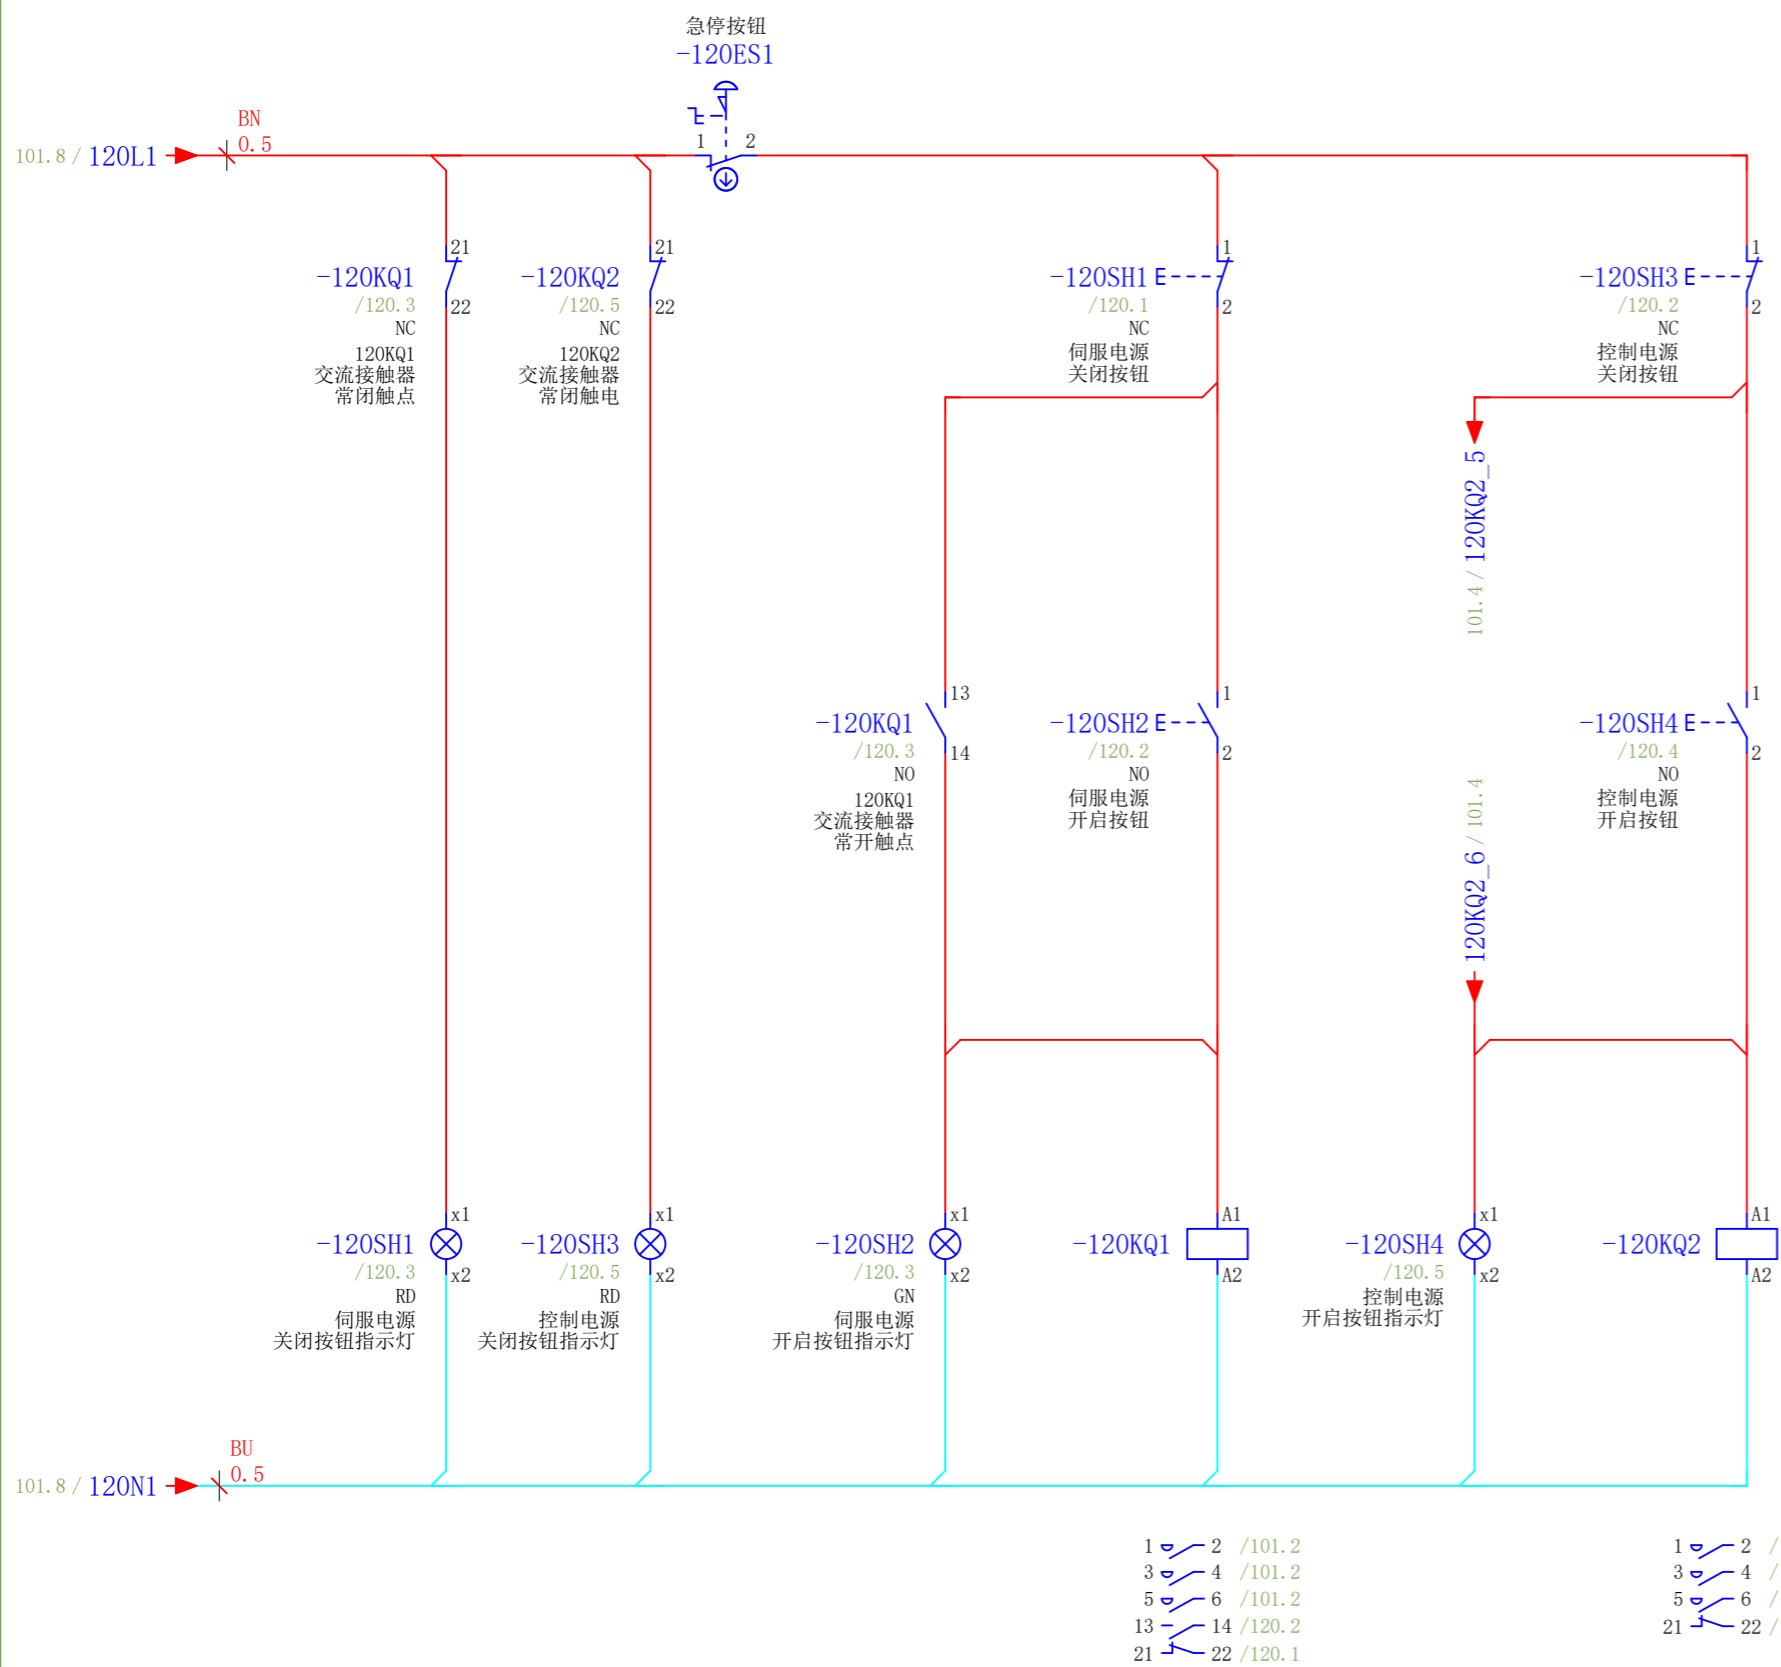 急停按钮
-120ES1
1 2
BN
0.5
101.8 / 120L1
21
-120KQ1
/120.3
22
NC
120KQ1
交流接触器
常闭触点
21
-120KQ2
/120.5
22
NC
120KQ2
交流接触器
常闭触电
1
-120SH1
/120.1
2
NC
伺服电源
关闭按钮
1
-120SH3
/120.2
2
NC
控制电源
关闭按钮
101.4 / 120KQ2_5
13
-120KQ1
/120.3
14
NO
120KQ1
交流接触器
常开触点
1
-120SH2
/120.2
2
NO
伺服电源
开启按钮
1
-120SH4
/120.4
2
NO
控制电源
开启按钮
120KQ2_6 / 101.4
x1
-120SH1
/120.3
x2
RD
伺服电源
关闭按钮指示灯
x1
-120SH3
/120.5
x2
RD
控制电源
关闭按钮指示灯
x1
-120SH2
/120.3
x2
GN
伺服电源
开启按钮指示灯
A1
-120KQ1
A2
x1
-120SH4
/120.5
x2
控制电源
开启按钮指示灯
A1
-120KQ2
A2
BU
0.5
101.8 / 120N1
1 2 /101.2
3 4 /101.2
5 6 /101.2
13 14 /120.2
21 22 /120.1
1 2 /
3 4 /
5 6 /
21 22 /